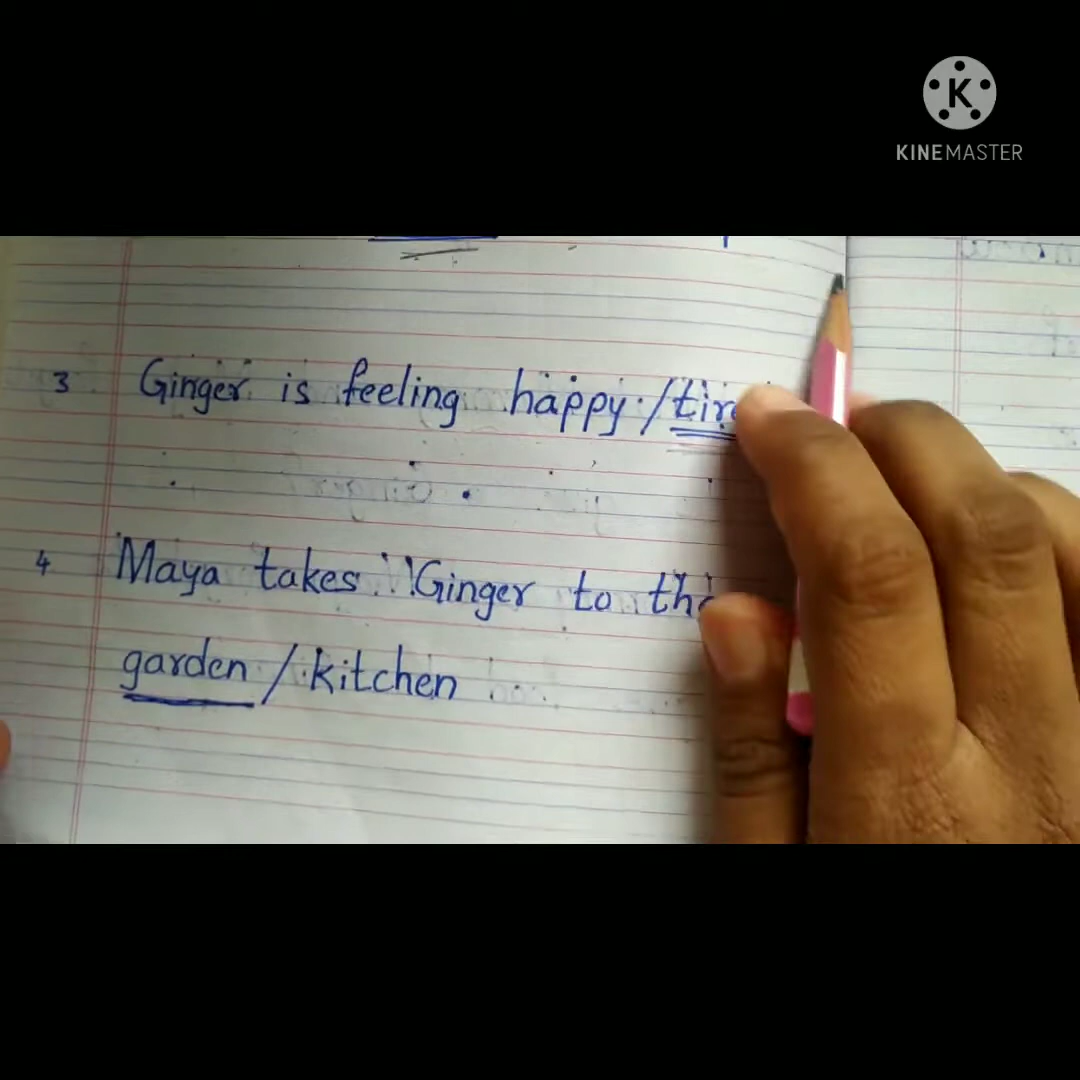 KINEMASTER
3 Ginger is feeling happy / 
4 Maya takes Ginger to
garden / kitchen